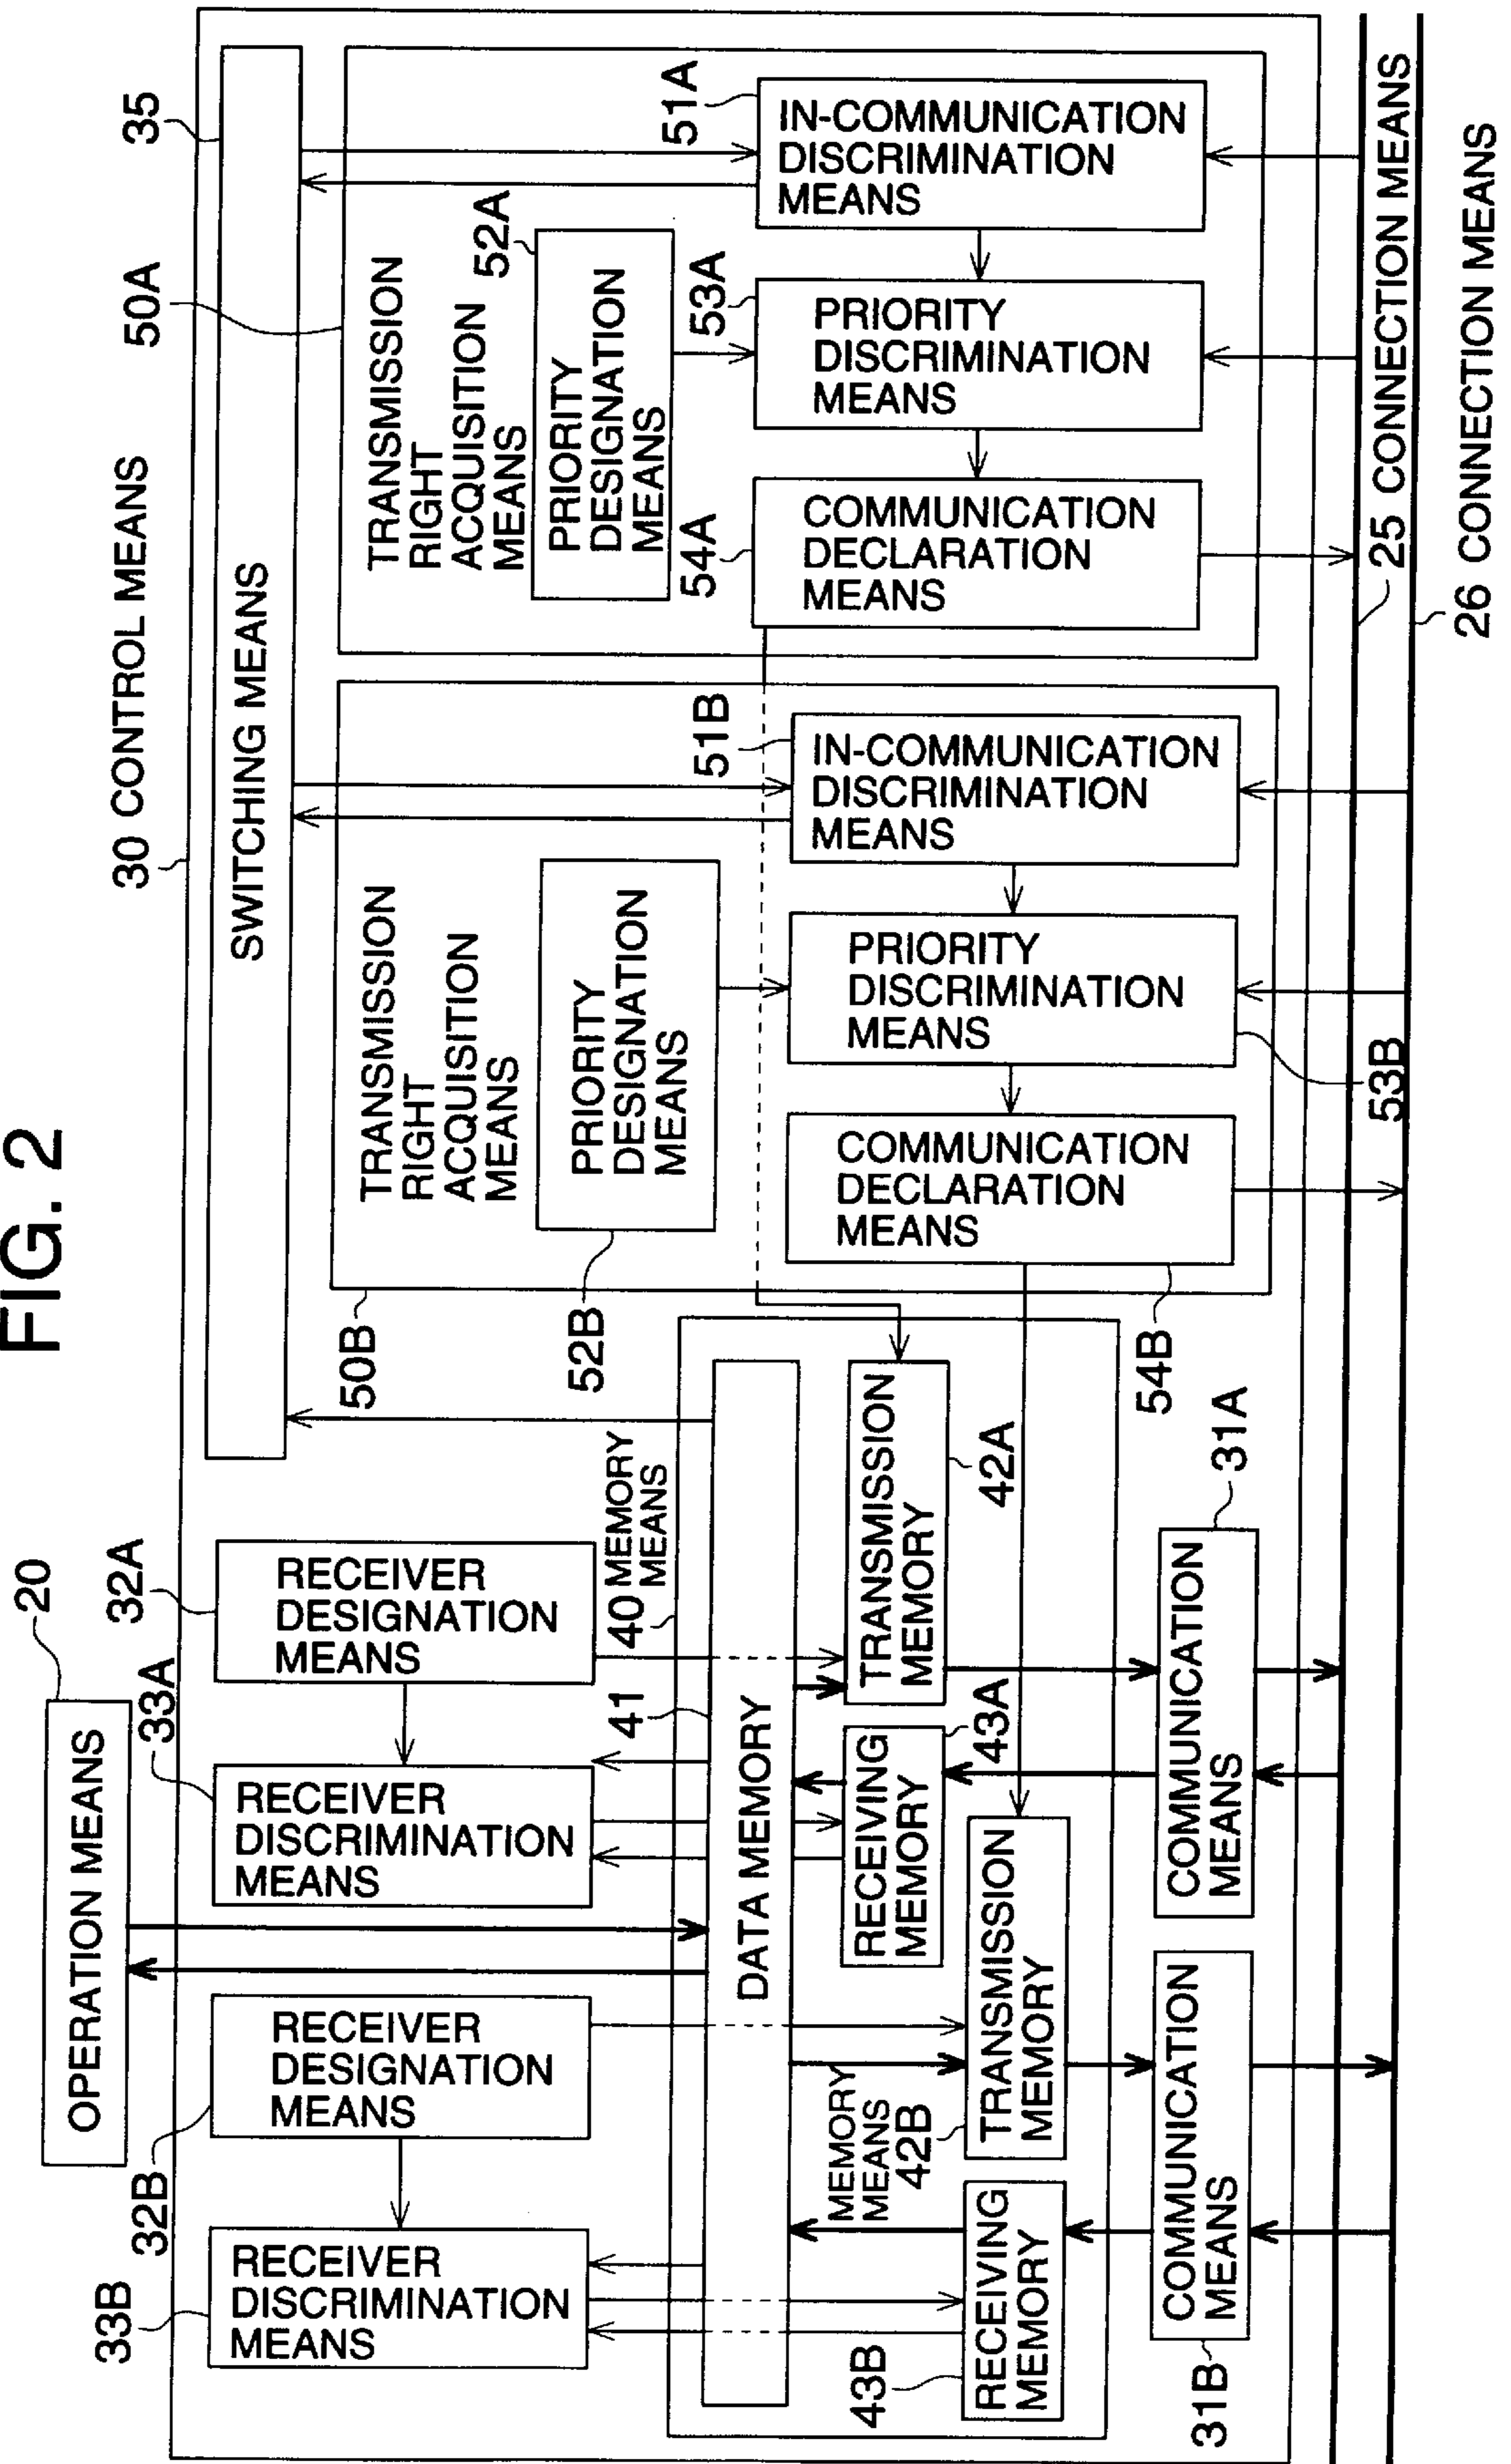 FIG. 2
20
OPERATION MEANS
30 CONTROL MEANS
35
SWITCHING MEANS
33B
RECEIVER
DISCRIMINATION
MEANS
32B
RECEIVER
DESIGNATION
MEANS
33A
RECEIVER
DISCRIMINATION
MEANS
32A
RECEIVER
DESIGNATION
MEANS
40 MEMORY
MEANS
41
DATA MEMORY
43B
RECEIVING
MEMORY
MEMORY
MEANS
42B
TRANSMISSION
MEMORY
43A
RECEIVING
MEMORY
42A
TRANSMISSION
MEMORY
31B
COMMUNICATION
MEANS
31A
COMMUNICATION
MEANS
50B
TRANSMISSION
RIGHT
ACQUISITION
MEANS
52B
PRIORITY
DESIGNATION
MEANS
51B
IN-COMMUNICATION
DISCRIMINATION
MEANS
PRIORITY
DISCRIMINATION
MEANS
53B
COMMUNICATION
DECLARATION
MEANS
54B
50A
TRANSMISSION
RIGHT
ACQUISITION
MEANS
52A
PRIORITY
DESIGNATION
MEANS
51A
IN-COMMUNICATION
DISCRIMINATION
MEANS
53A
PRIORITY
DISCRIMINATION
MEANS
54A
COMMUNICATION
DECLARATION
MEANS
25 CONNECTION MEANS
26 CONNECTION MEANS